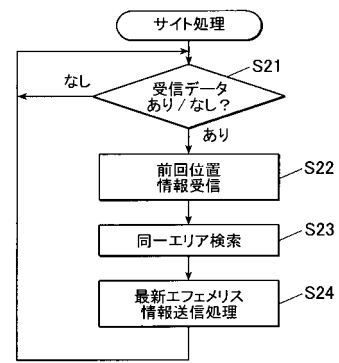 サイト処理
なし
受信データ
あり/なし?
S21
あり
前回位置
情報受信
S22
同一エリア検索
S23
最新エフェメリス
情報送信処理
S24